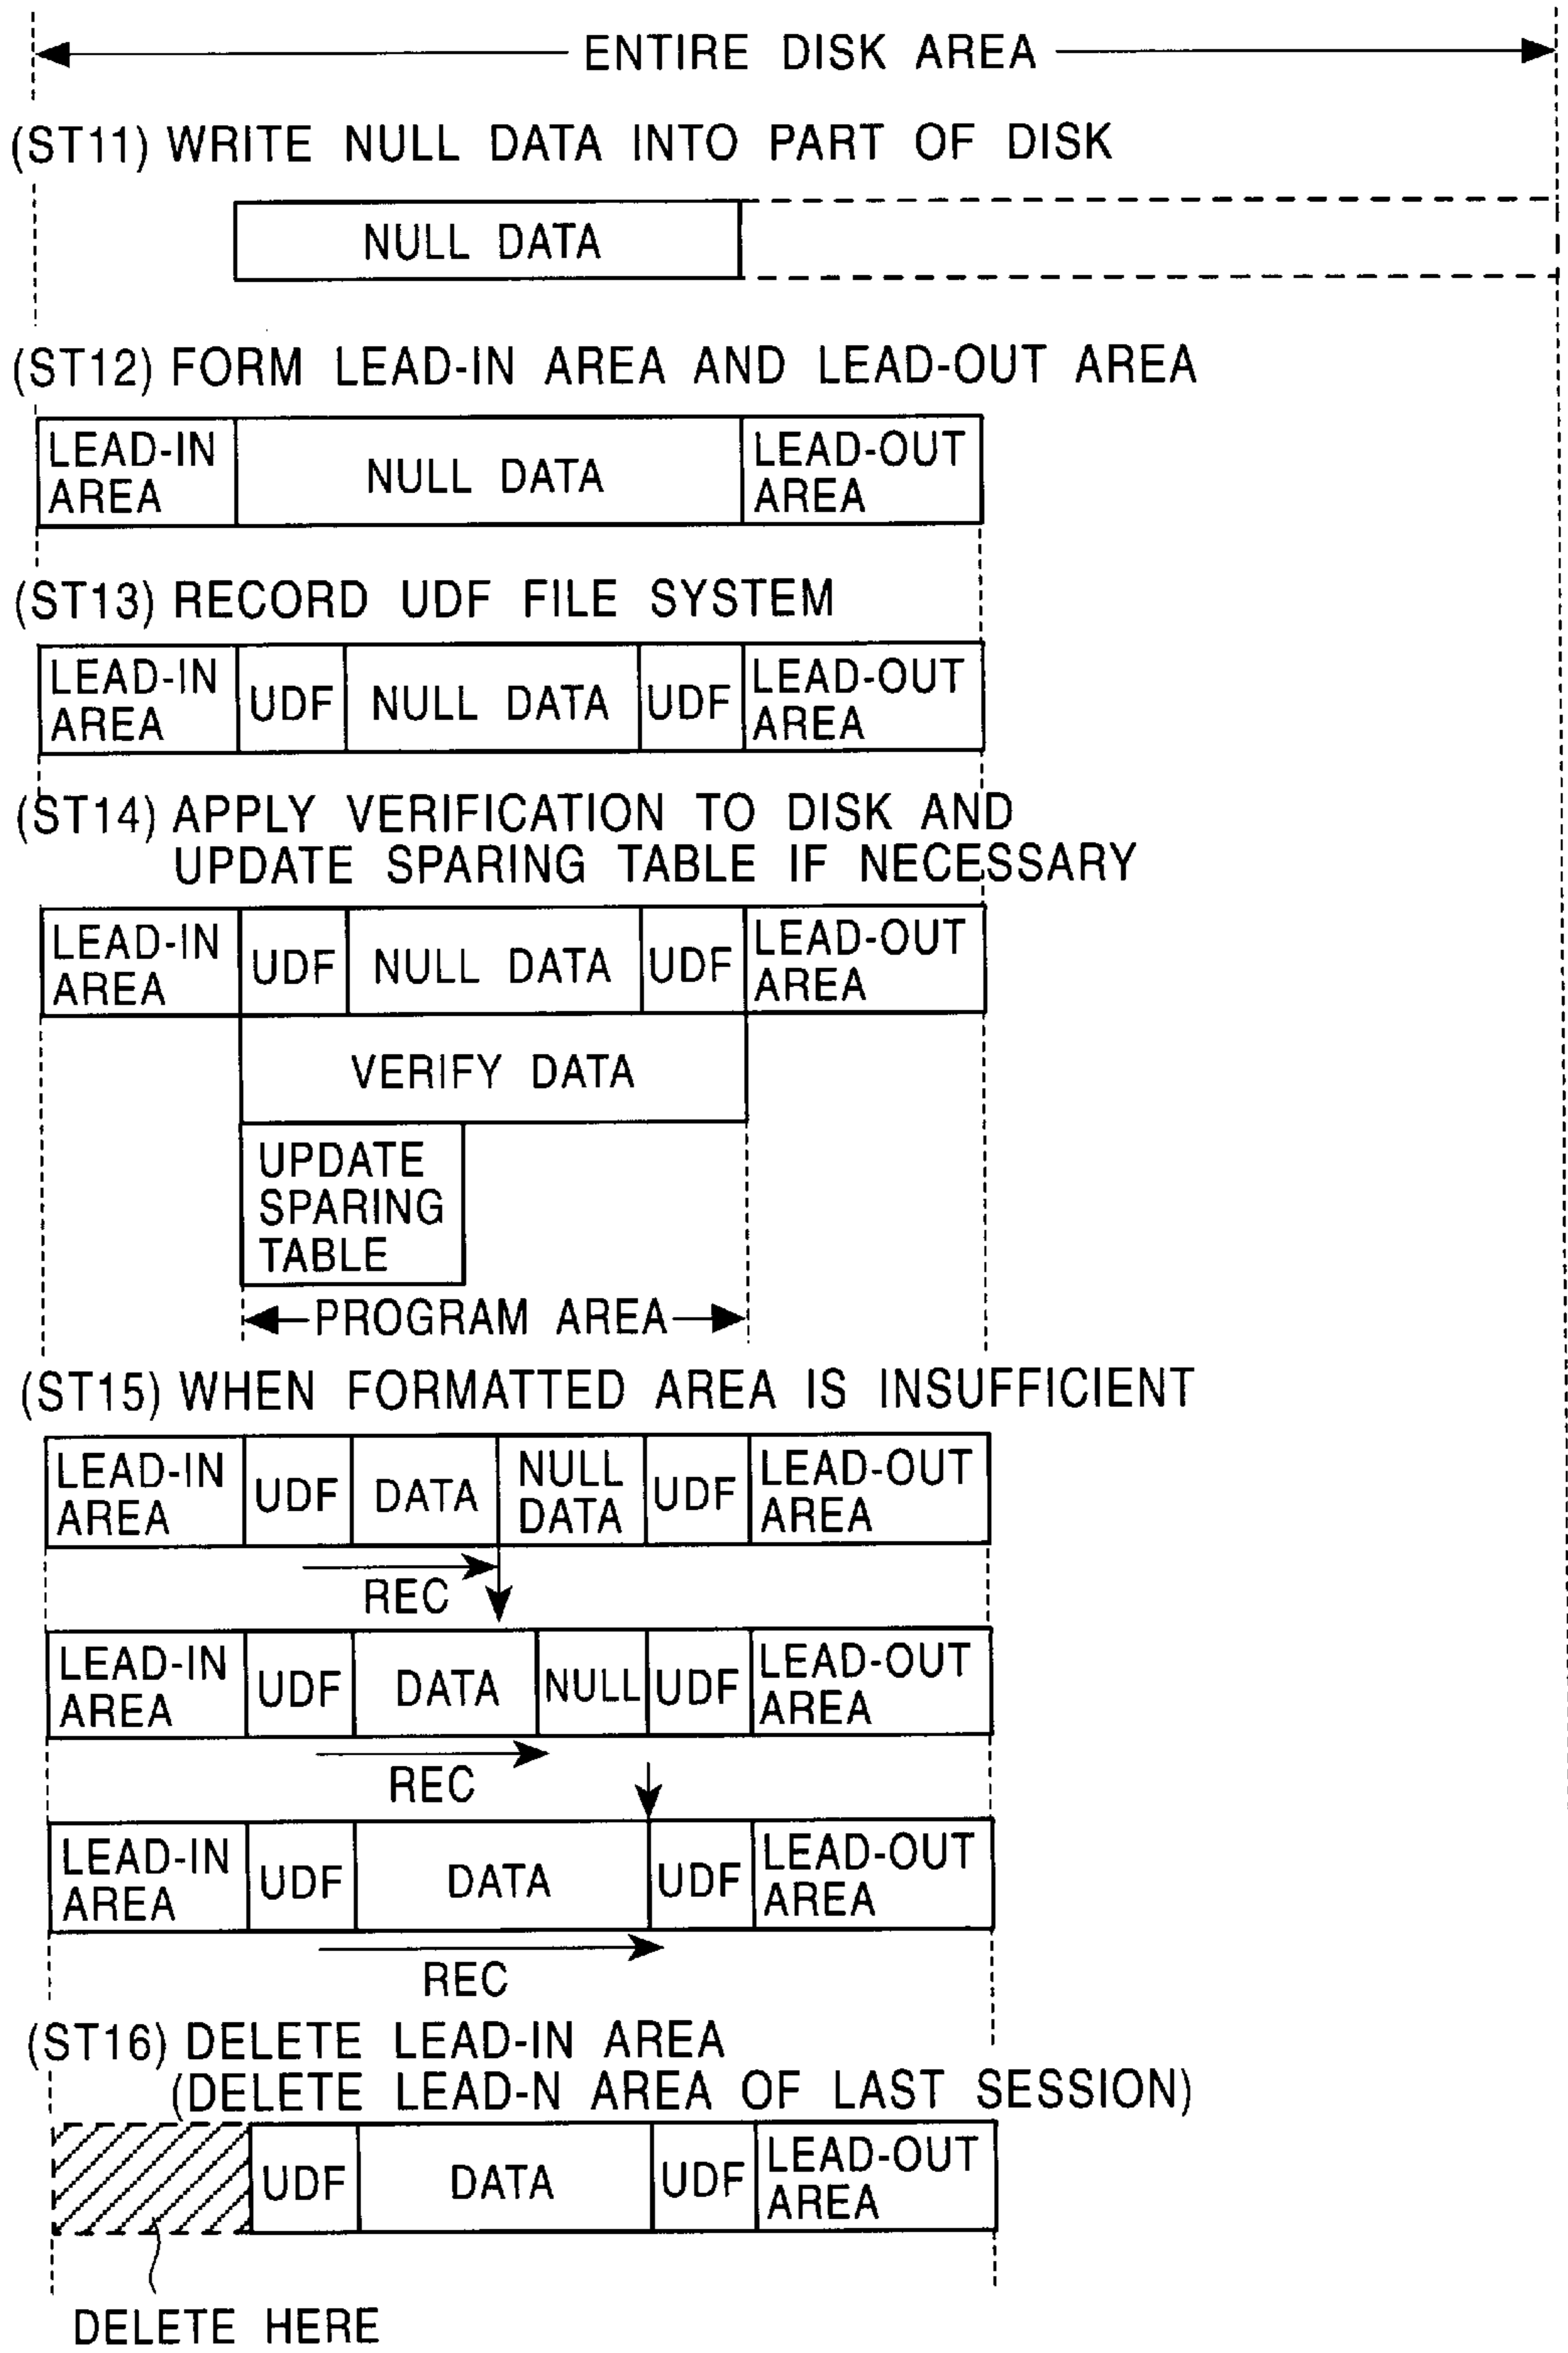 ENTIRE DISK AREA
(ST11) WRITE NULL DATA INTO PART OF DISK
NULL DATA
(ST12) FORM LEAD-IN AREA AND LEAD-OUT AREA
LEAD-IN
AREA
NULL DATA
LEAD-OUT
AREA
(ST13) RECORD UDF FILE SYSTEM
LEAD-IN
AREA
UDF
NULL DATA
UDF
LEAD-OUT
AREA
(ST14) APPLY VERIFICATION TO DISK AND
UPDATE SPARING TABLE IF NECESSARY
LEAD-IN
AREA
UDF
NULL DATA
UDF
LEAD-OUT
AREA
VERIFY DATA
UPDATE
SPARING
TABLE
PROGRAM AREA
(ST15) WHEN FORMATTED AREA IS INSUFFICIENT
LEAD-IN
AREA
UDF
DATA
NULL
DATA
UDF
LEAD-OUT
AREA
REC
LEAD-IN
AREA
UDF
DATA
NULL
UDF
LEAD-OUT
AREA
REC
LEAD-IN
AREA
UDF
DATA
UDF
LEAD-OUT
AREA
REC
(ST16) DELETE LEAD-IN AREA
(DELETE LEAD-N AREA OF LAST SESSION)
UDF
DATA
UDF
LEAD-OUT
AREA
DELETE HERE